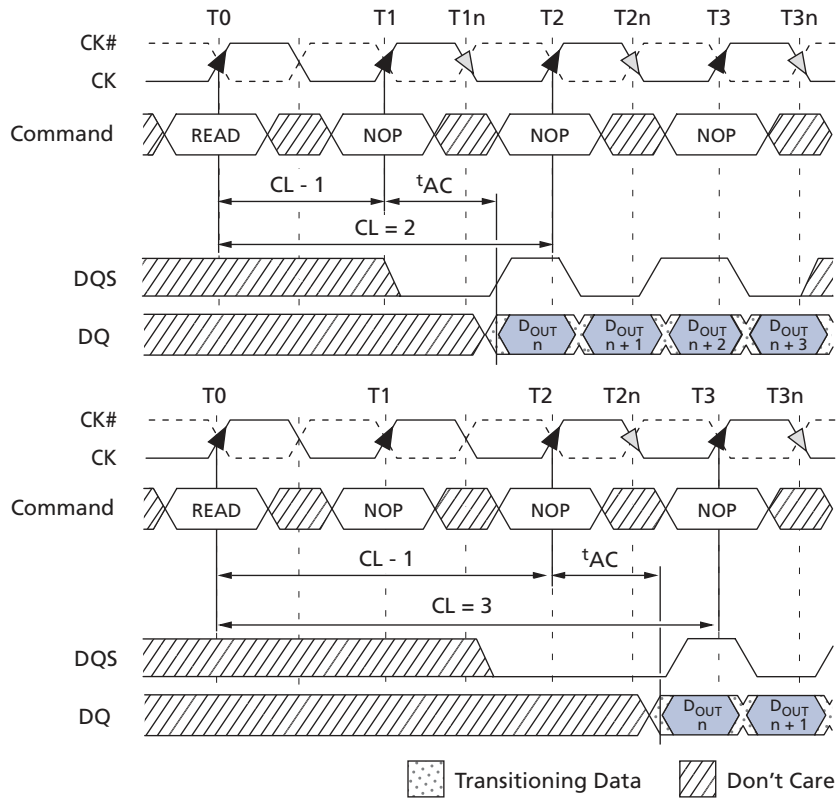 T0 T1 T1n T2 T2n T3 T3n
CK#
CK
Command READ NOP NOP NOP
CL - 1 tAC
CL = 2
DQS
DQ DOUT n DOUT n + 1 DOUT n + 2 DOUT n + 3
T0 T1 T2 T2n T3 T3n
CK#
CK
Command READ NOP NOP NOP
CL - 1 tAC
CL = 3
DQS
DQ DOUT n DOUT n + 1
Transitioning Data Don't Care